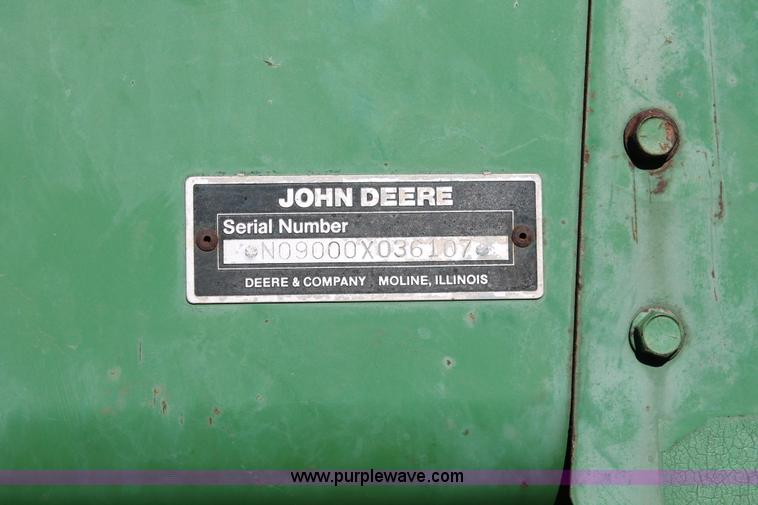 JOHN DEERE
Serial Number
*N09000X036107*
DEERE & COMPANY MOLINE, ILLINOIS
www.purplewave.com